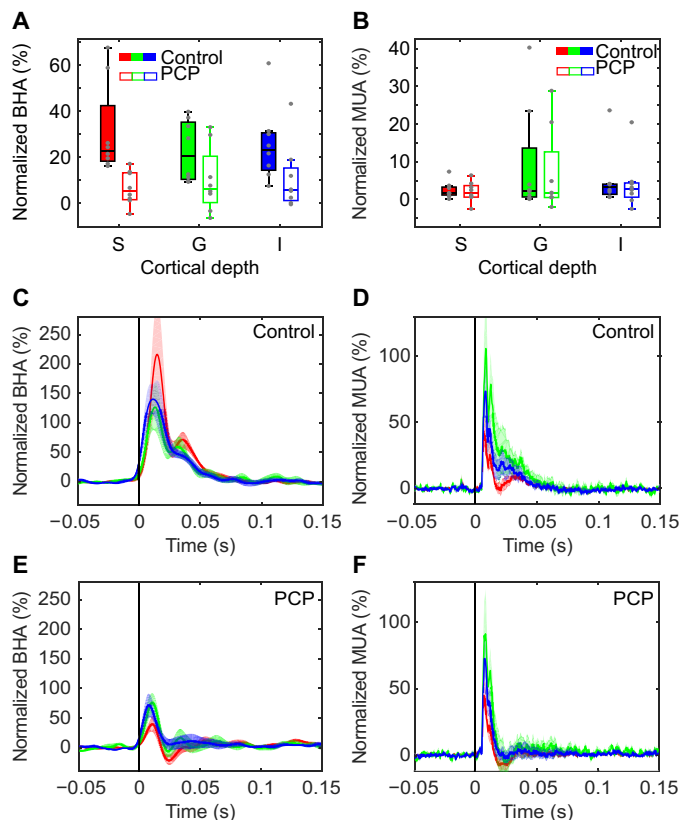 A
Normalized BHA (%)
60
40
20
0
Control
PCP
S G I
Cortical depth
B
Normalized MUA (%)
40
30
20
10
0
Control
PCP
S G I
Cortical depth
C
Normalized BHA (%)
250
200
150
100
50
0
Control
−0.05 0 0.05 0.1 0.15
Time (s)
D
Normalized MUA (%)
100
50
0
Control
−0.05 0 0.05 0.1 0.15
Time (s)
E
Normalized BHA (%)
250
200
150
100
50
0
PCP
−0.05 0 0.05 0.1 0.15
Time (s)
F
Normalized MUA (%)
100
50
0
PCP
−0.05 0 0.05 0.1 0.15
Time (s)